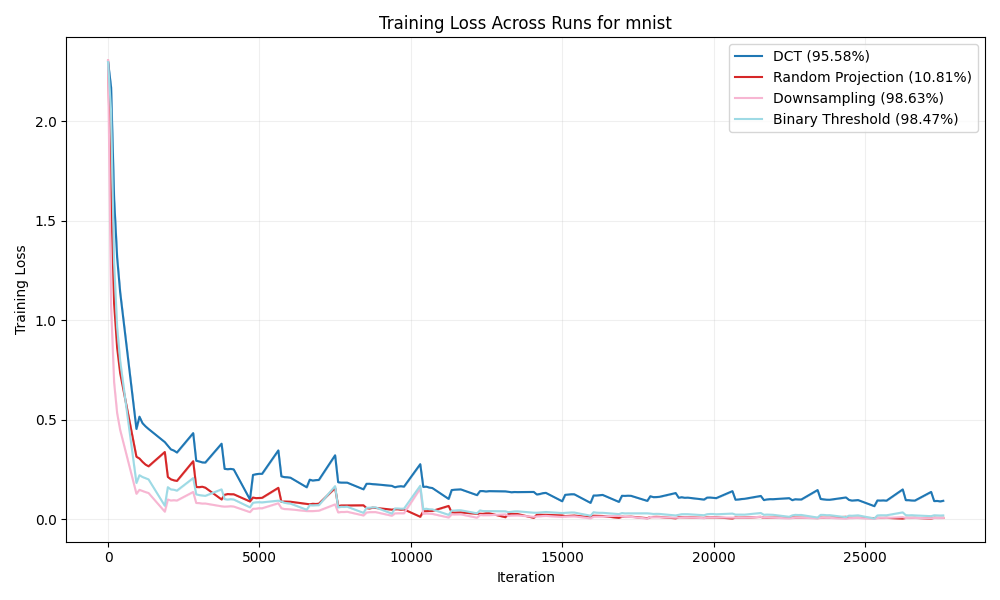 Training Loss Across Runs for mnist
DCT (95.58%)
Random Projection (10.81%)
Downsampling (98.63%)
Binary Threshold (98.47%)
Training Loss
2.0
1.5
1.0
0.5
0.0
0 5000 10000 15000 20000 25000
Iteration